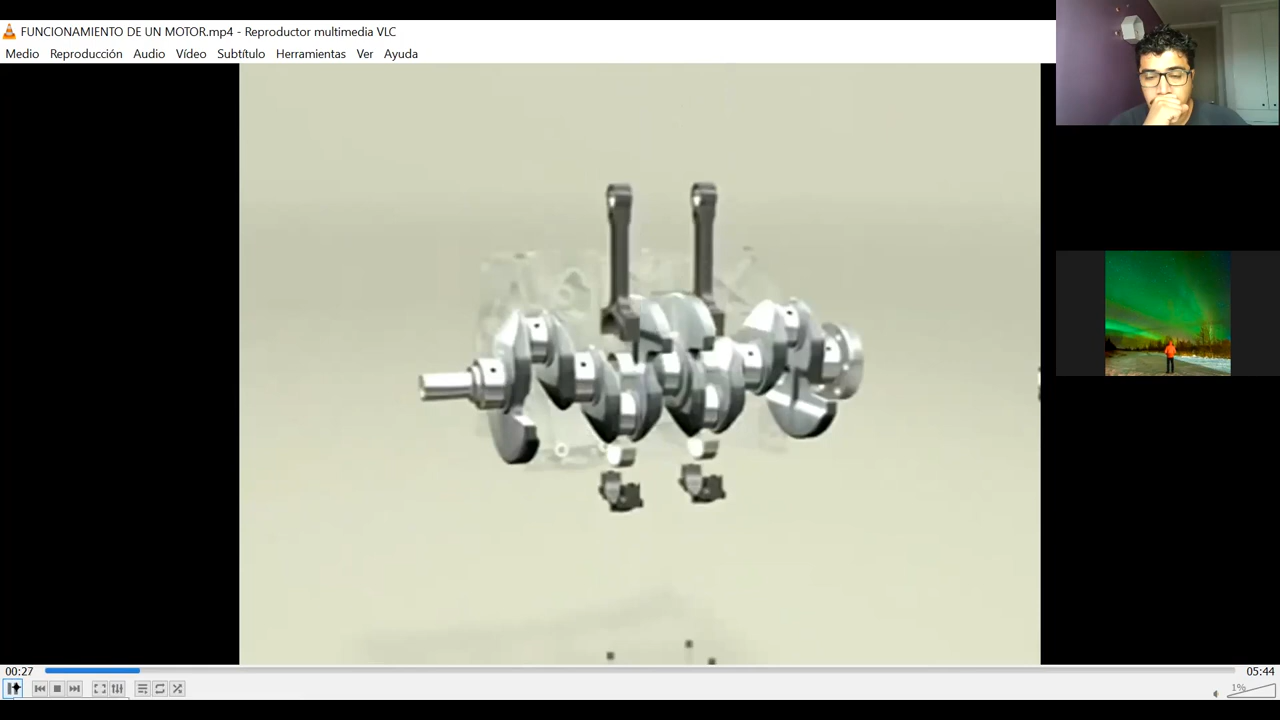 FUNCIONAMIENTO DE UN MOTOR.mp4 - Reproductor multimedia VLC
Medio Reproducción Audio Vídeo Subtítulo Herramientas Ver Ayuda
00:27 05:44
1%